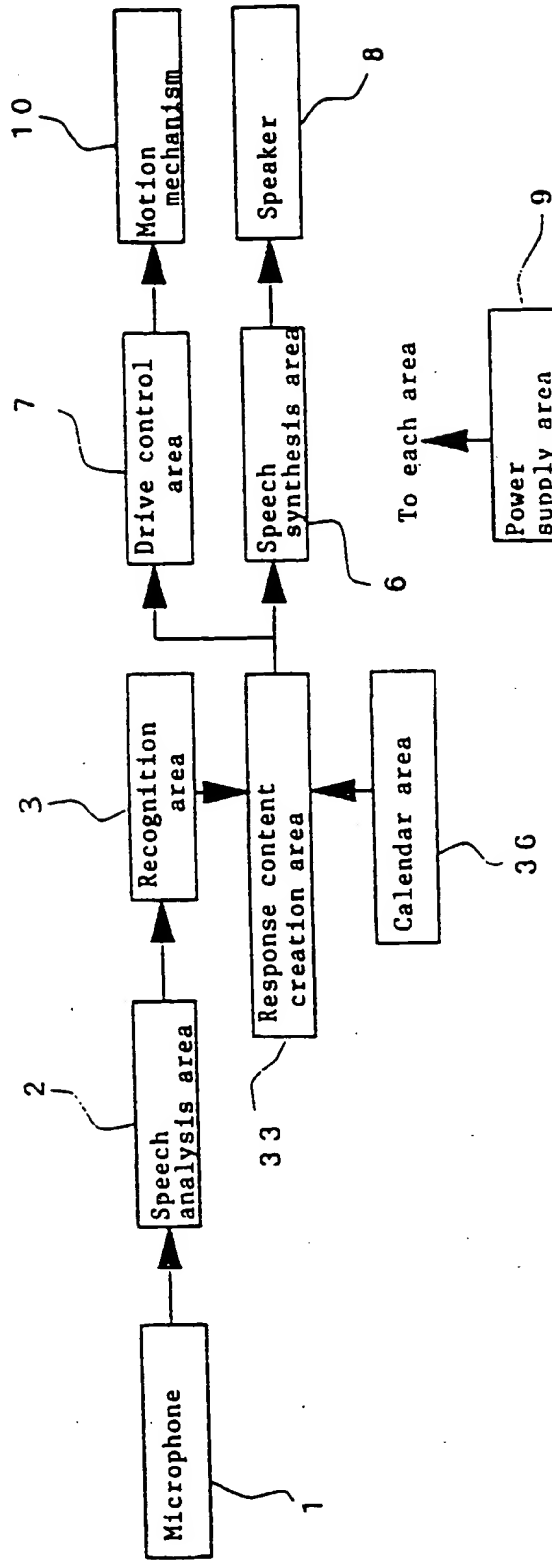 Microphone
1
Speech
analysis area
2
Recognition
area
3
Response content
creation area
33
Calendar area
36
Drive control
area
7
Motion
mechanism
10
Speech
synthesis area
6
Speaker
8
To each area
Power
supply area
9